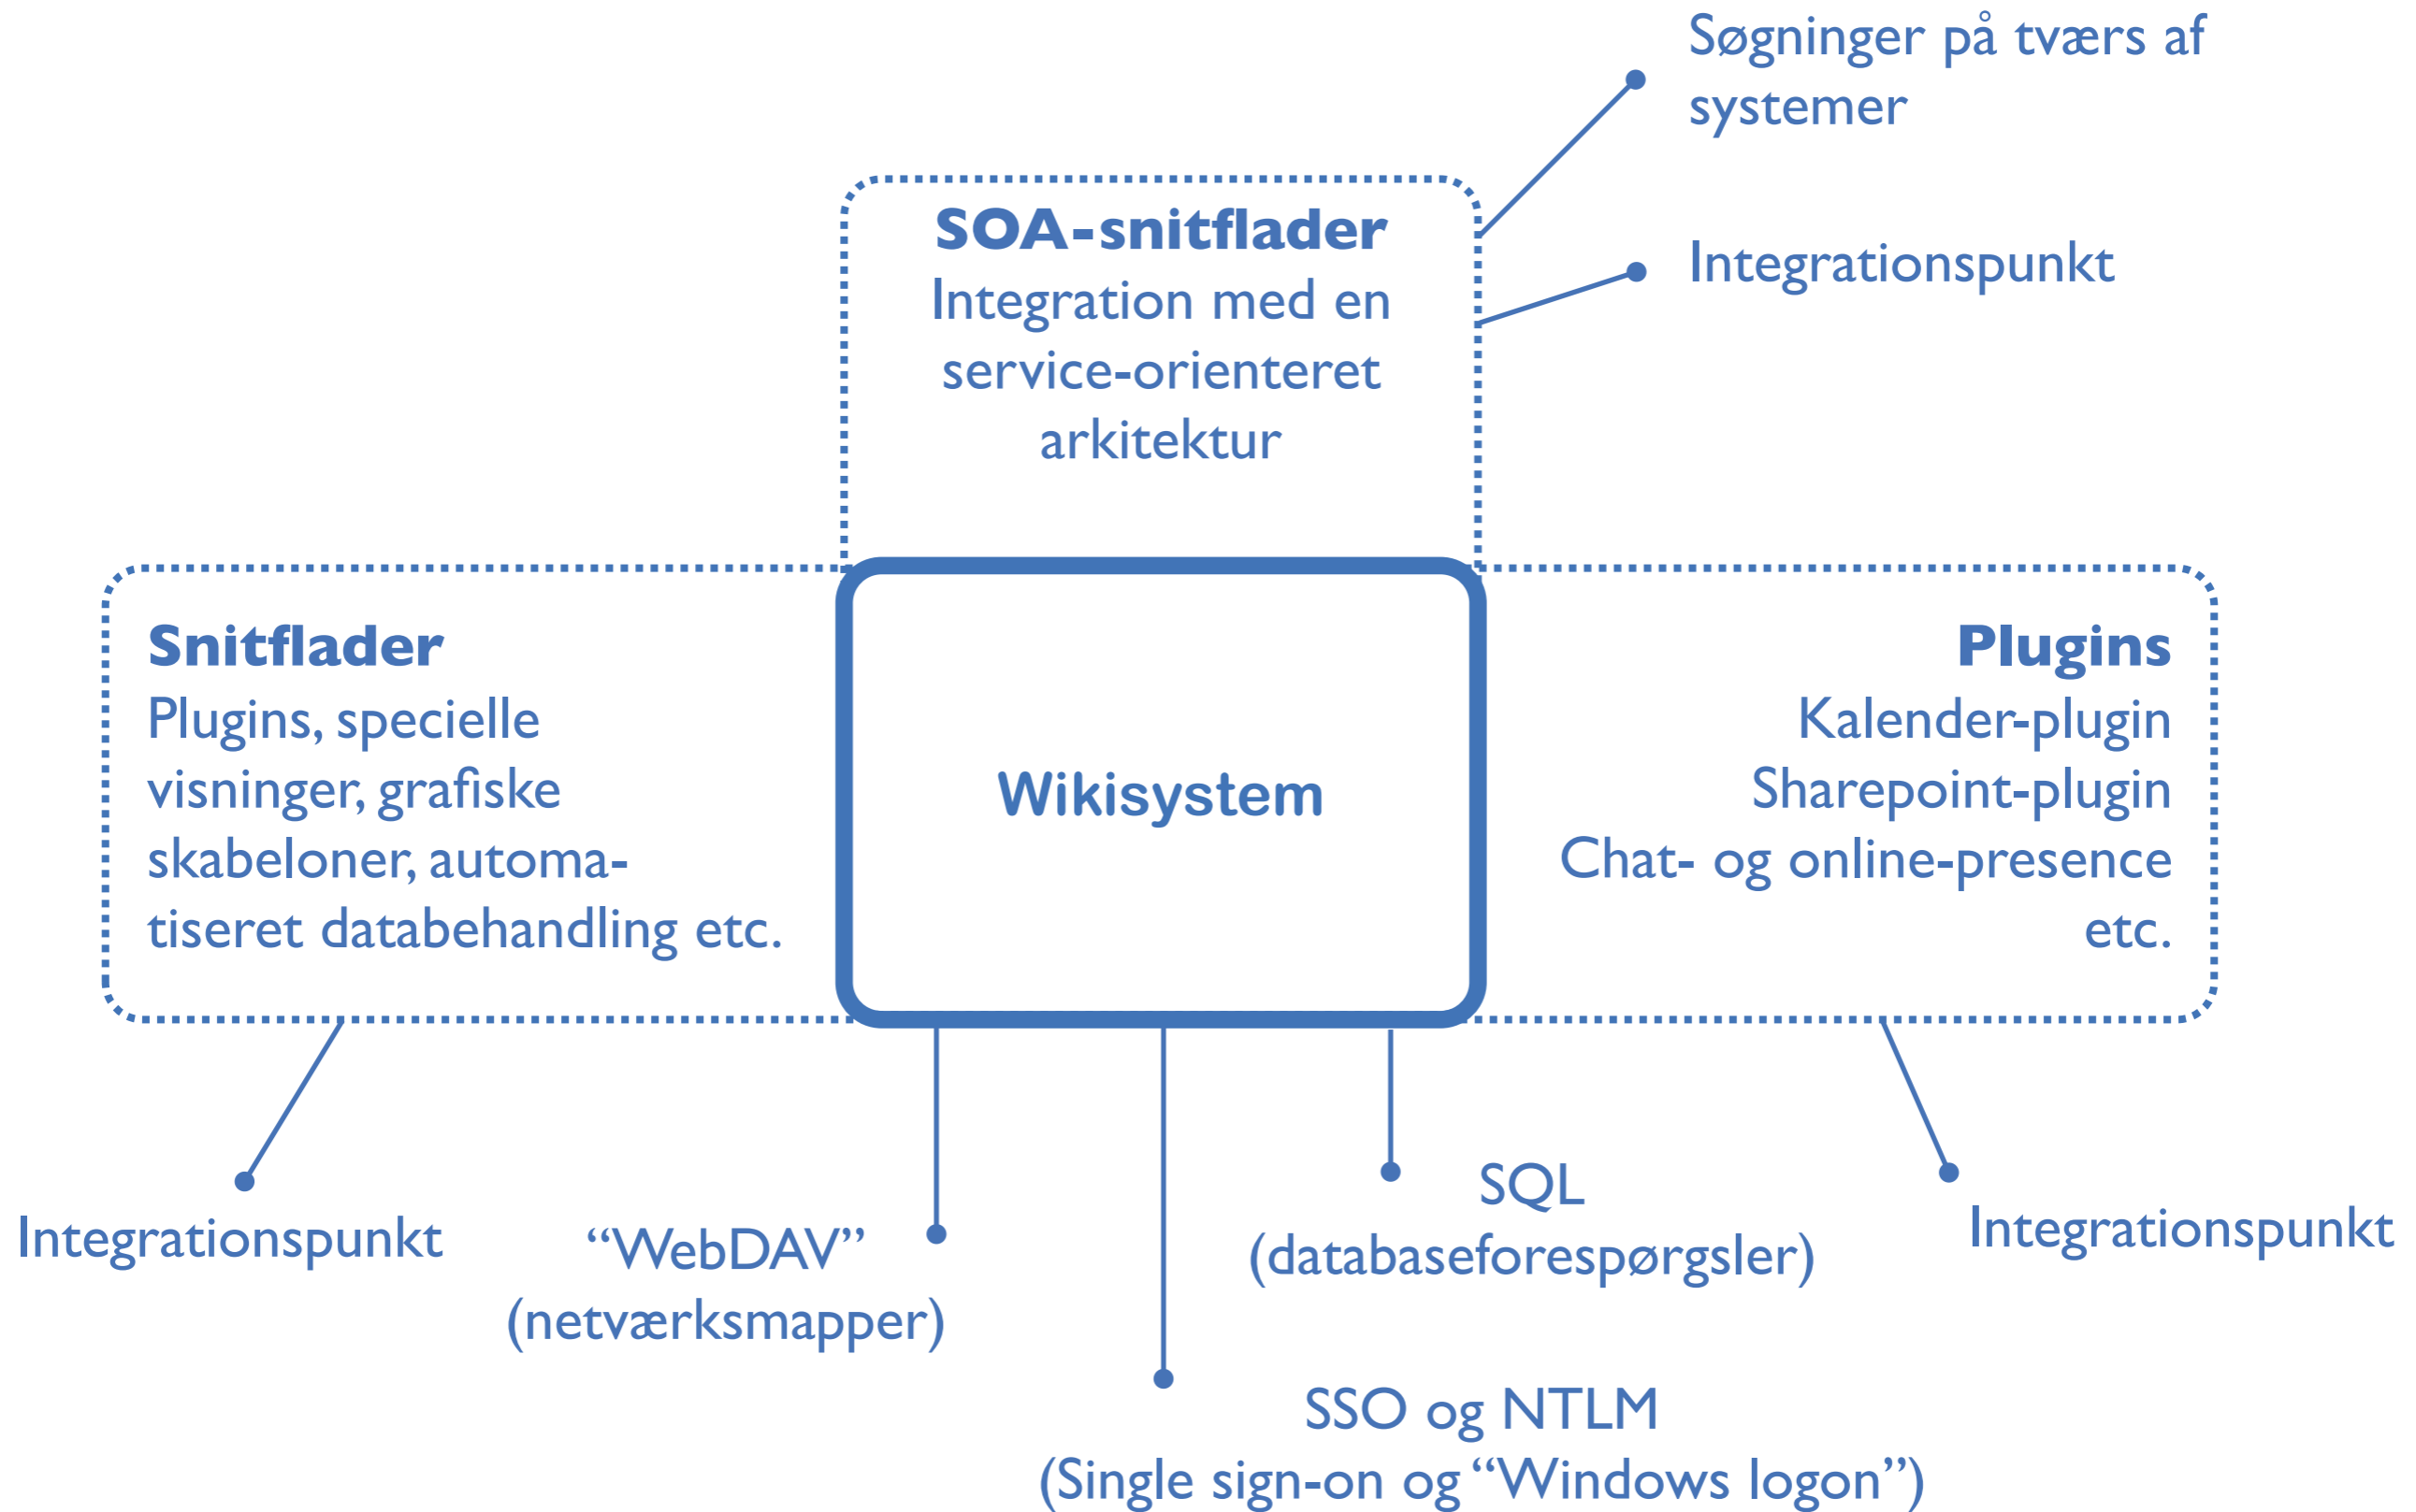 Søgninger på tværs af
systemer
Integrationspunkt
SOA-snitflader
Integration med en
service-orienteret
arkitektur
Snitflader
Plugins, specielle
visninger, grafiske
skabeloner, automa-
tiseret databehandling etc.
Wikisystem
Plugins
Kalender-plugin
Sharepoint-plugin
Chat- og online-presence
etc.
Integrationspunkt
“WebDAV”
(netværksmapper)
SQL
(databaseforespørgsler)
Integrationspunkt
SSO og NTLM
(Single sign-on og “Windows logon”)